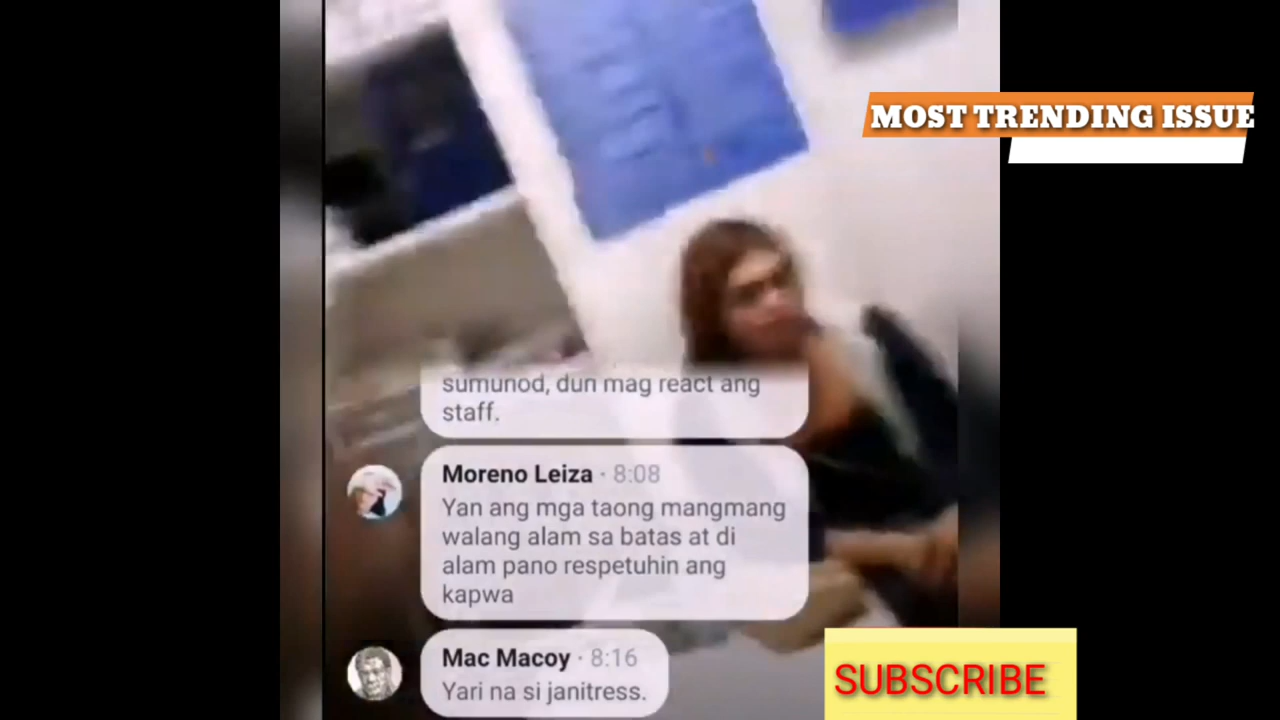 MOST TRENDING ISSUE
sumunod, dun mag react ang
staff.
Moreno Leiza · 8:08
Yan ang mga taong mangmang
walang alam sa batas at di
alam pano respetuhin ang
kapwa
Mac Macoy · 8:16
Yari na si janitress.
SUBSCRIBE